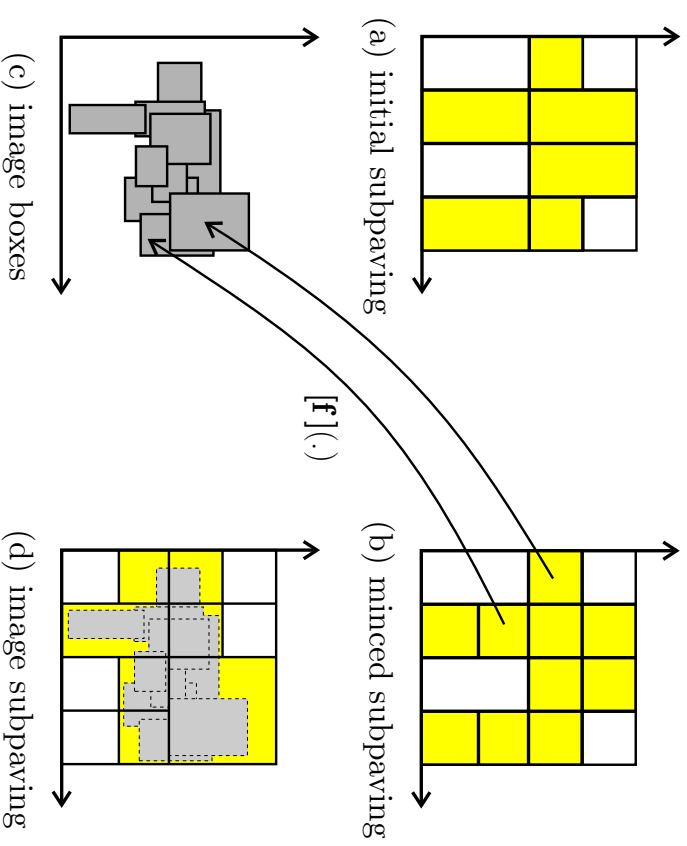 (a) initial subpaving
(b) minced subpaving
[f](.)
(c) image boxes
(d) image subpaving